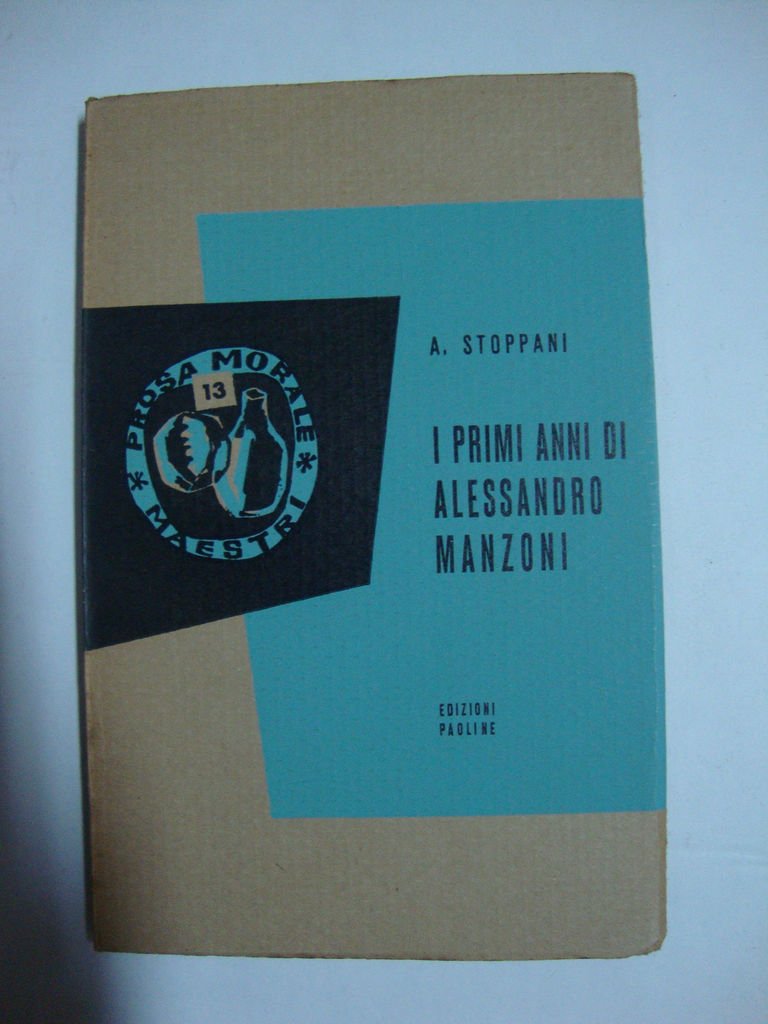 PROSA MORALE
13
MAESTRI
A. STOPPANI
I PRIMI ANNI DI
ALESSANDRO
MANZONI
EDIZIONI
PAOLINE